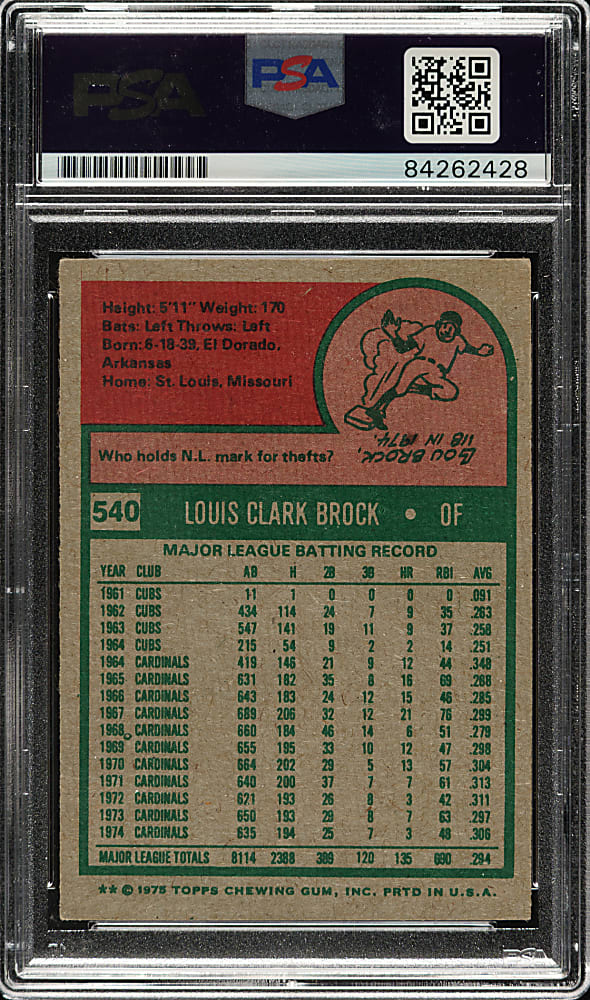 PSA
PSA
84262428
Height: 5'11" Weight: 170
Bats: Left Throws: Left
Born: 6-18-39, El Dorado,
Arkansas
Home: St. Louis, Missouri
Who holds N.L. mark for thefts?
LOU BROCK,
118 IN 1974.
540 LOUIS CLARK BROCK • OF
MAJOR LEAGUE BATTING RECORD
YEAR CLUB AB H 2B 3B HR RBI AVG
1961 CUBS 11 1 0 0 0 0 .091
1962 CUBS 434 114 24 7 9 35 .263
1963 CUBS 547 141 19 11 9 37 .258
1964 CUBS 215 54 9 2 2 14 .251
1964 CARDINALS 419 146 21 9 12 44 .348
1965 CARDINALS 631 182 35 8 16 69 .288
1966 CARDINALS 643 183 24 12 15 46 .285
1967 CARDINALS 689 206 32 12 21 76 .299
1968 CARDINALS 660 184 46 14 6 51 .279
1969 CARDINALS 655 195 33 10 12 47 .298
1970 CARDINALS 664 202 29 5 13 57 .304
1971 CARDINALS 640 200 37 7 7 61 .313
1972 CARDINALS 621 193 26 8 3 42 .311
1973 CARDINALS 650 193 29 8 7 63 .297
1974 CARDINALS 635 194 25 7 3 48 .306
MAJOR LEAGUE TOTALS 8114 2388 389 120 135 690 .294
** © 1975 TOPPS CHEWING GUM, INC. PRTD IN U.S.A.
PSA